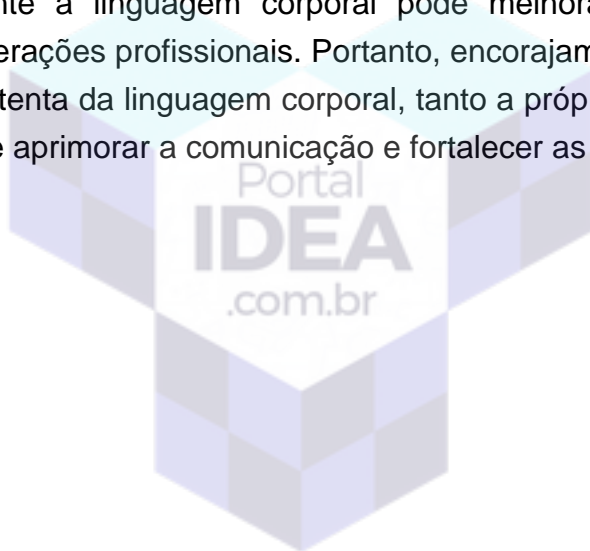 nte a linguagem corporal pode melhora
erações profissionais. Portanto, encorajam
tenta da linguagem corporal, tanto a próp
e aprimorar a comunicação e fortalecer as
Portal
IDEA
.com.br